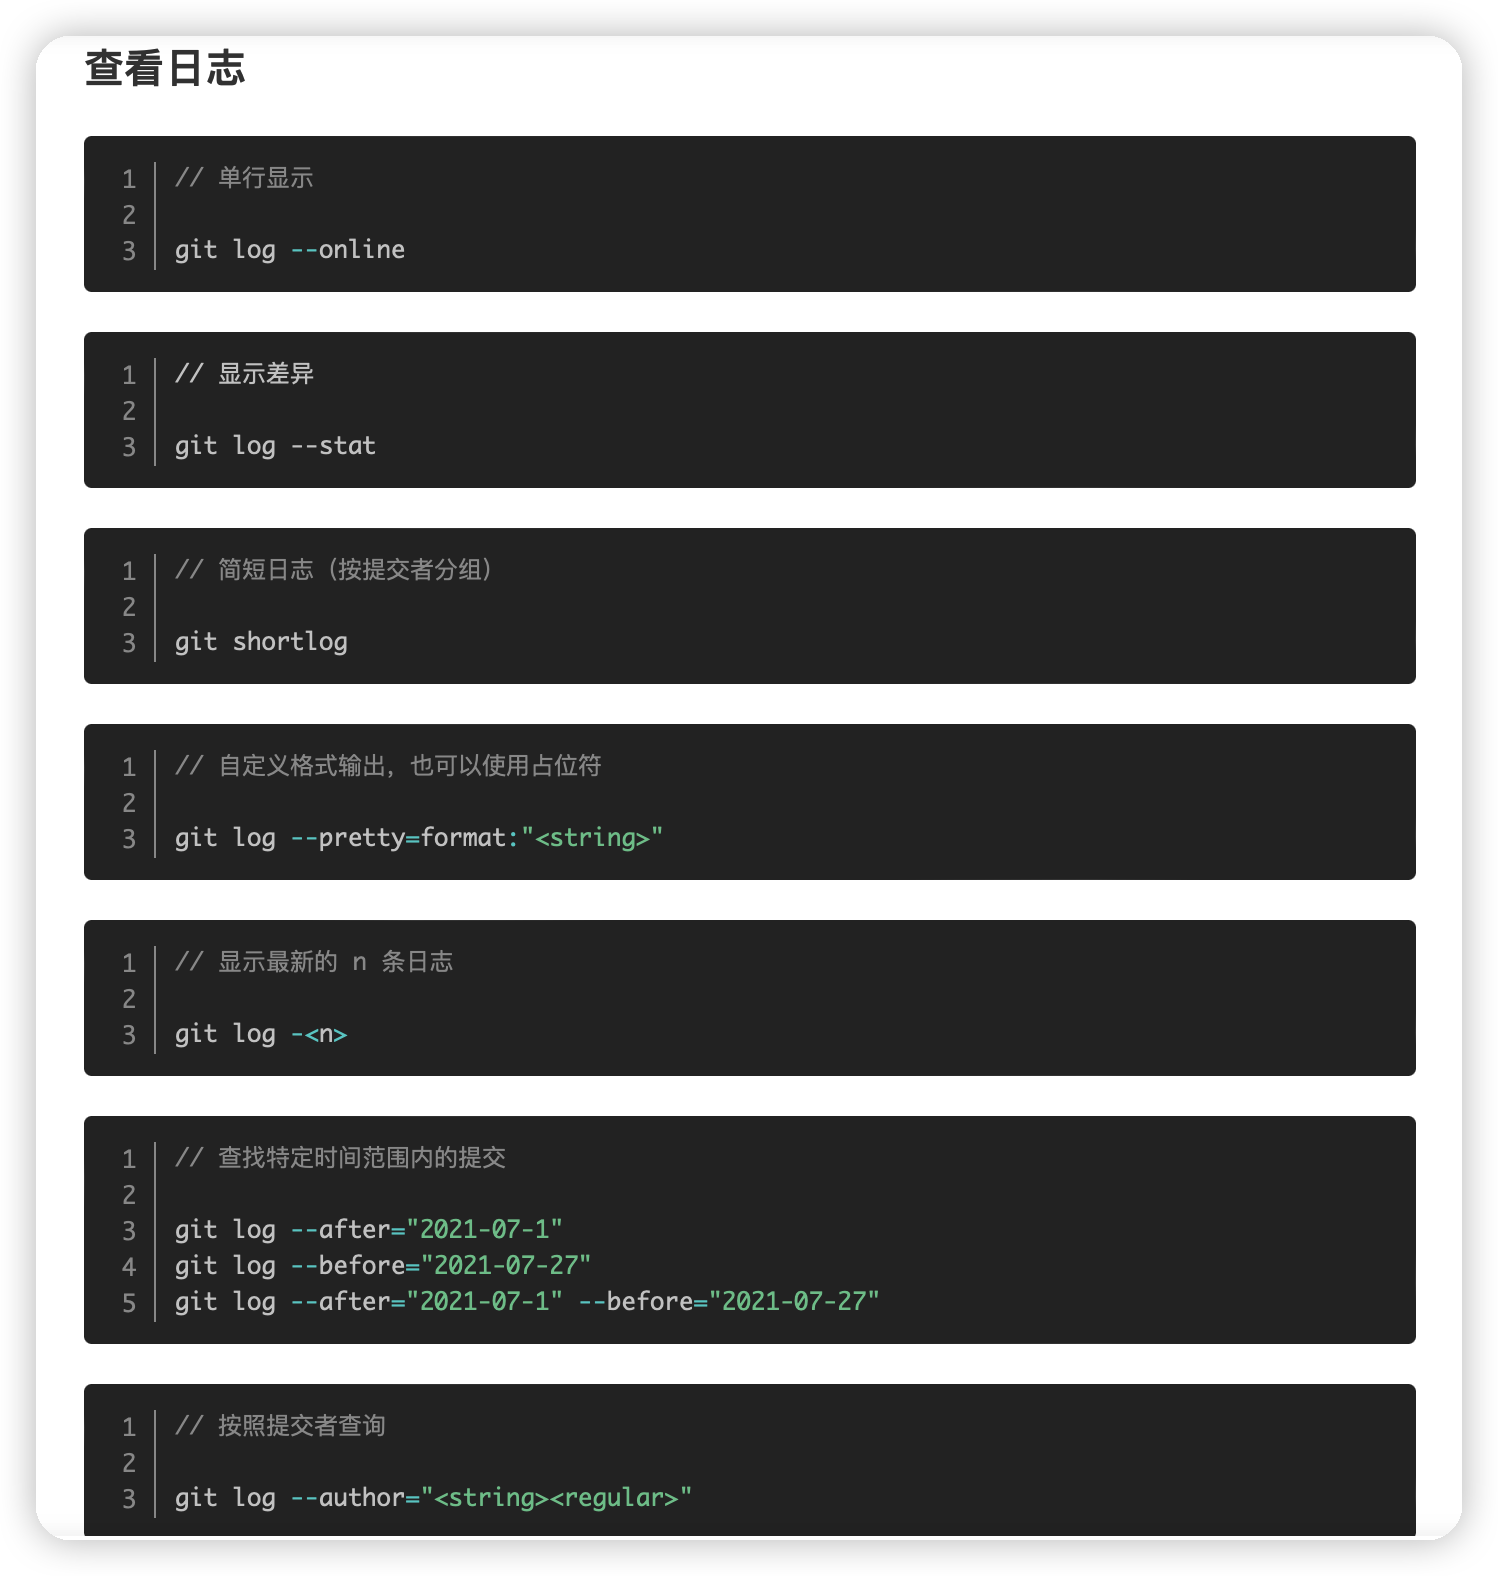 查看日志
1 // 单行显示
2
3 git log --online
1 // 显示差异
2
3 git log --stat
1 // 简短日志（按提交者分组）
2
3 git shortlog
1 // 自定义格式输出，也可以使用占位符
2
3 git log --pretty=format:"<string>"
1 // 显示最新的 n 条日志
2
3 git log -<n>
1 // 查找特定时间范围内的提交
2
3 git log --after="2021-07-1"
4 git log --before="2021-07-27"
5 git log --after="2021-07-1" --before="2021-07-27"
1 // 按照提交者查询
2
3 git log --author="<string><regular>"